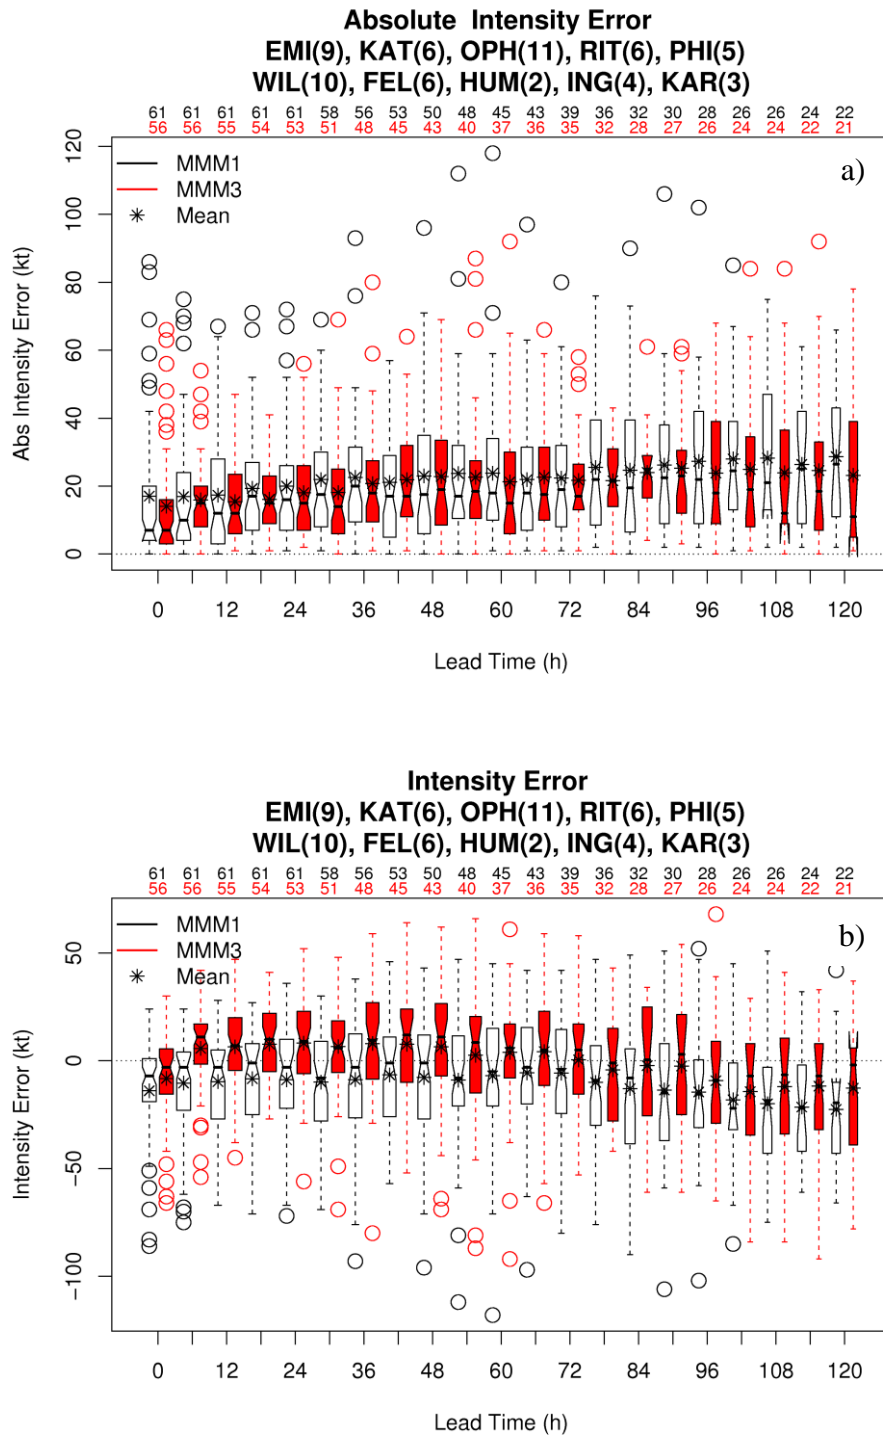 Absolute Intensity Error
EMI(9), KAT(6), OPH(11), RIT(6), PHI(5)
WIL(10), FEL(6), HUM(2), ING(4), KAR(3)
61 61 61 61 61 58 56 53 50 48 45 43 39 36 32 30 28 26 26 24 22
56 56 55 54 53 51 48 45 43 40 37 36 35 32 28 27 26 24 24 22 21
MMM1
MMM3
Mean
a)
120
100
80
60
40
20
0
Abs Intensity Error (kt)
0 12 24 36 48 60 72 84 96 108 120
Lead Time (h)
Intensity Error
EMI(9), KAT(6), OPH(11), RIT(6), PHI(5)
WIL(10), FEL(6), HUM(2), ING(4), KAR(3)
61 61 61 61 61 58 56 53 50 48 45 43 39 36 32 30 28 26 26 24 22
56 56 55 54 53 51 48 45 43 40 37 36 35 32 28 27 26 24 24 22 21
MMM1
MMM3
Mean
b)
50
0
−50
−100
Intensity Error (kt)
0 12 24 36 48 60 72 84 96 108 120
Lead Time (h)